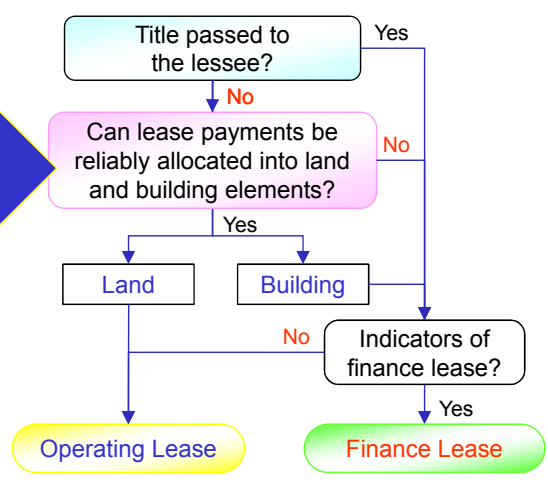 Title passed to
the lessee?
Yes
No
Can lease payments be
reliably allocated into land
and building elements?
No
Yes
Land
Building
No
Indicators of
finance lease?
Yes
Operating Lease
Finance Lease